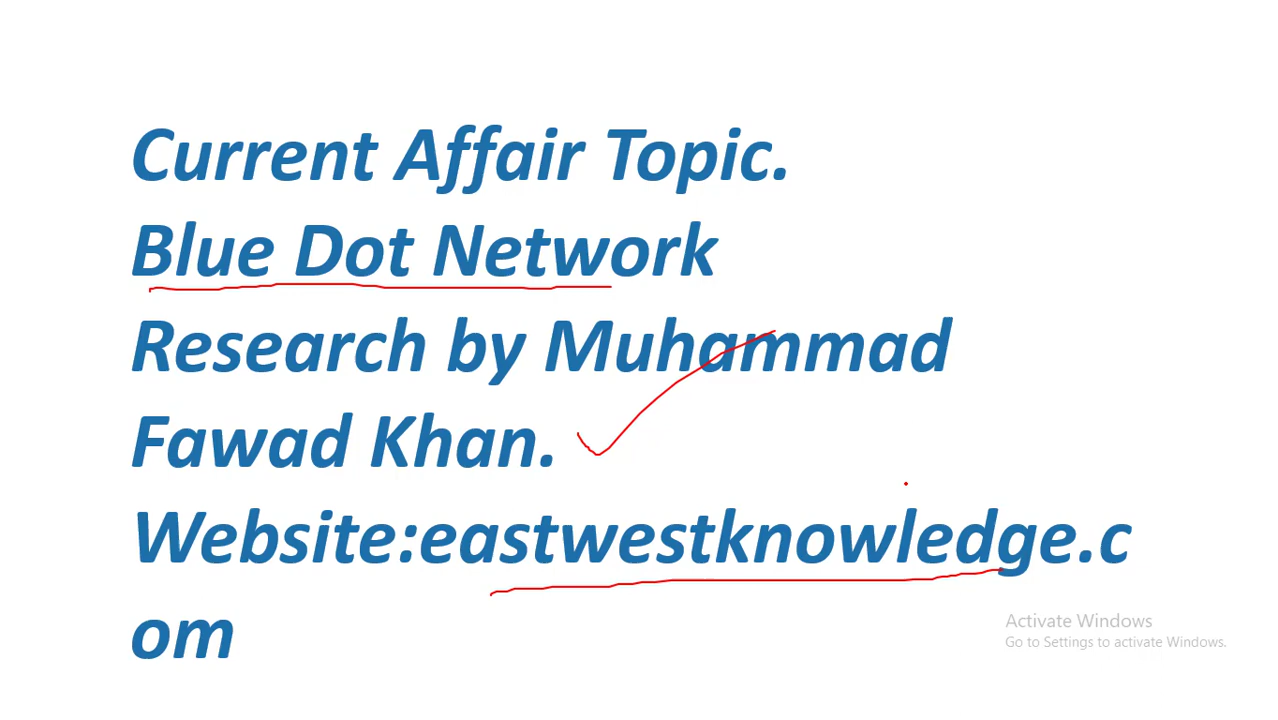 Current Affair Topic.
Blue Dot Network
Research by Muhammad
Fawad Khan.
Website:eastwestknowledge.c
om
Activate Windows
Go to Settings to activate Windows.